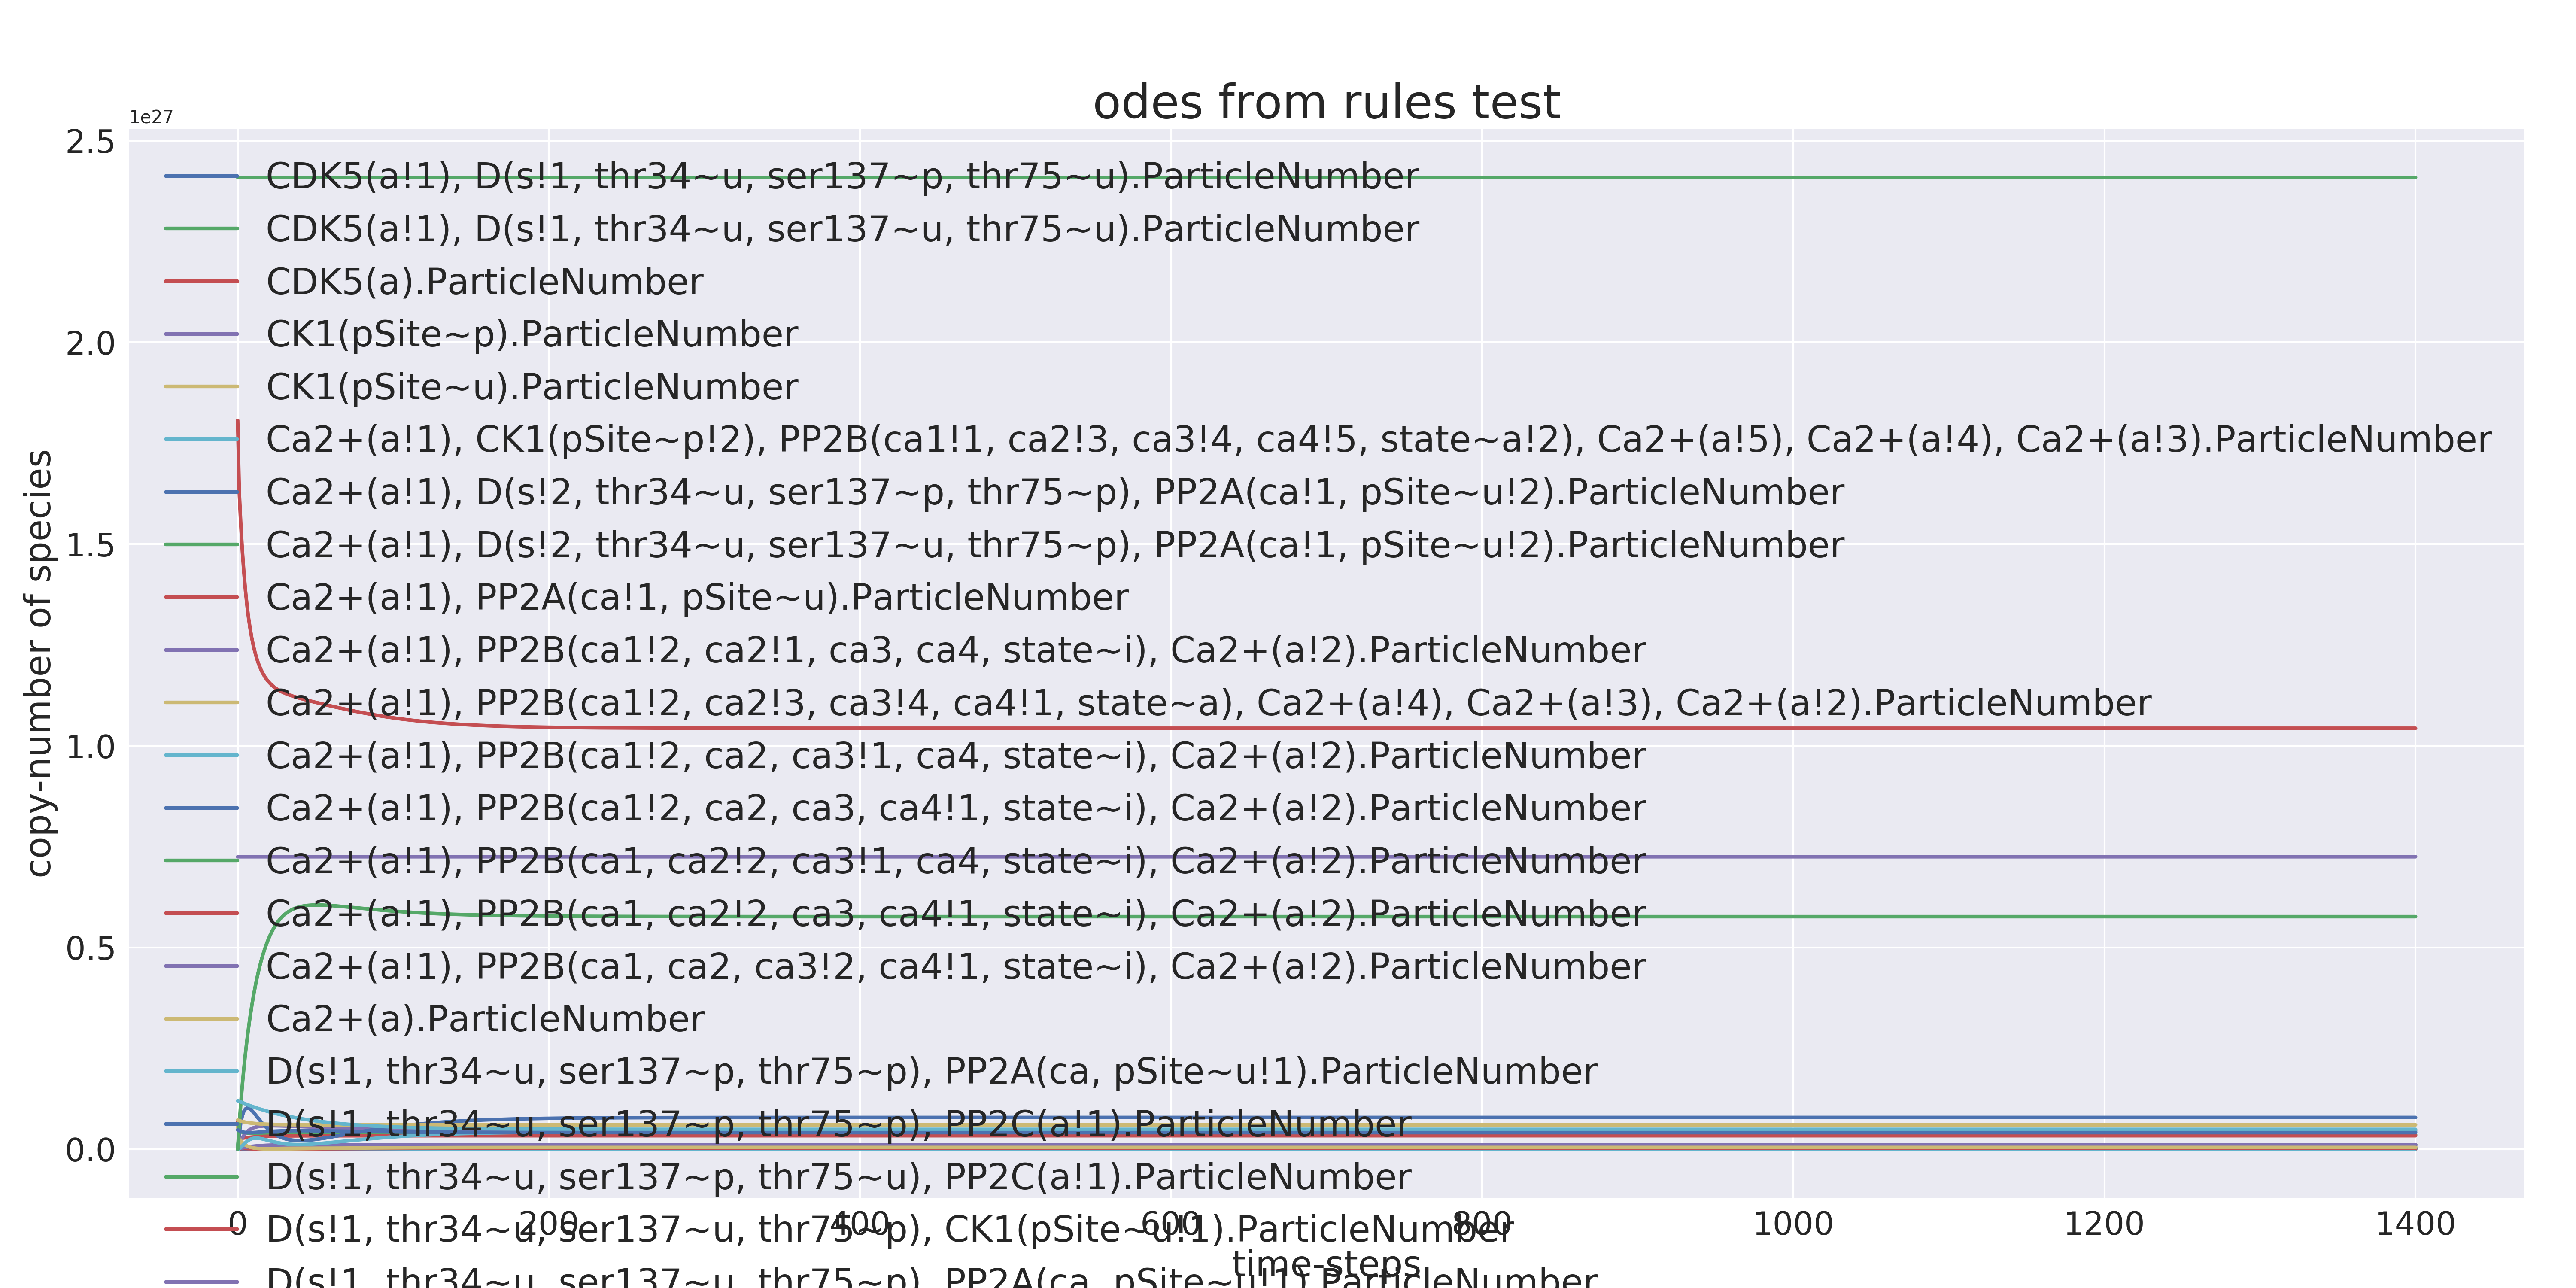 odes from rules test
1e27
2.5
2.0
1.5
1.0
0.5
0.0
copy-number of species
CDK5(a!1), D(s!1, thr34~u, ser137~p, thr75~u).ParticleNumber
CDK5(a!1), D(s!1, thr34~u, ser137~u, thr75~u).ParticleNumber
CDK5(a).ParticleNumber
CK1(pSite~p).ParticleNumber
CK1(pSite~u).ParticleNumber
Ca2+(a!1), CK1(pSite~p!2), PP2B(ca1!1, ca2!3, ca3!4, ca4!5, state~a!2), Ca2+(a!5), Ca2+(a!4), Ca2+(a!3).ParticleNumber
Ca2+(a!1), D(s!2, thr34~u, ser137~p, thr75~p), PP2A(ca!1, pSite~u!2).ParticleNumber
Ca2+(a!1), D(s!2, thr34~u, ser137~u, thr75~p), PP2A(ca!1, pSite~u!2).ParticleNumber
Ca2+(a!1), PP2A(ca!1, pSite~u).ParticleNumber
Ca2+(a!1), PP2B(ca1!2, ca2!1, ca3, ca4, state~i), Ca2+(a!2).ParticleNumber
Ca2+(a!1), PP2B(ca1!2, ca2!3, ca3!4, ca4!1, state~a), Ca2+(a!4), Ca2+(a!3), Ca2+(a!2).ParticleNumber
Ca2+(a!1), PP2B(ca1!2, ca2, ca3!1, ca4, state~i), Ca2+(a!2).ParticleNumber
Ca2+(a!1), PP2B(ca1!2, ca2, ca3, ca4!1, state~i), Ca2+(a!2).ParticleNumber
Ca2+(a!1), PP2B(ca1, ca2!2, ca3!1, ca4, state~i), Ca2+(a!2).ParticleNumber
Ca2+(a!1), PP2B(ca1, ca2!2, ca3, ca4!1, state~i), Ca2+(a!2).ParticleNumber
Ca2+(a!1), PP2B(ca1, ca2, ca3!2, ca4!1, state~i), Ca2+(a!2).ParticleNumber
Ca2+(a).ParticleNumber
D(s!1, thr34~u, ser137~p, thr75~p), PP2A(ca, pSite~u!1).ParticleNumber
D(s!1, thr34~u, ser137~p, thr75~p), PP2C(a!1).ParticleNumber
D(s!1, thr34~u, ser137~p, thr75~u), PP2C(a!1).ParticleNumber
D(s!1, thr34~u, ser137~u, thr75~p), CK1(pSite~u!1).ParticleNumber
D(s!1, thr34~u, ser137~u, thr75~p), PP2A(ca, pSite~u!1).ParticleNumber
0 200 400 600 800 1000 1200 1400
time-steps